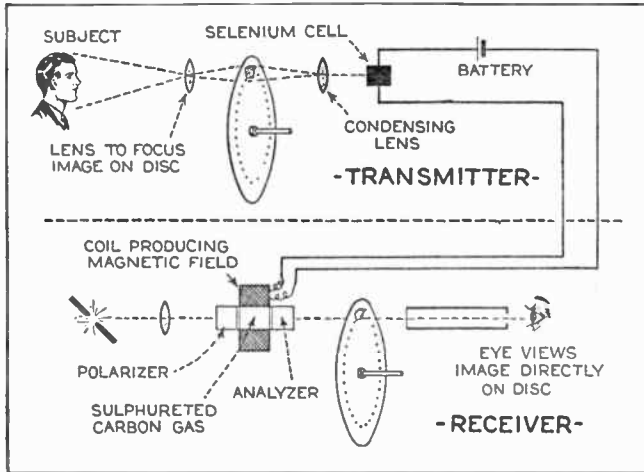 SUBJECT
SELENIUM CELL
BATTERY
LENS TO FOCUS
IMAGE ON DISC
CONDENSING
LENS
-TRANSMITTER-
COIL PRODUCING
MAGNETIC FIELD
POLARIZER
SULPHURETED
CARBON GAS
ANALYZER
EYE VIEWS
IMAGE DIRECTLY
ON DISC
-RECEIVER-